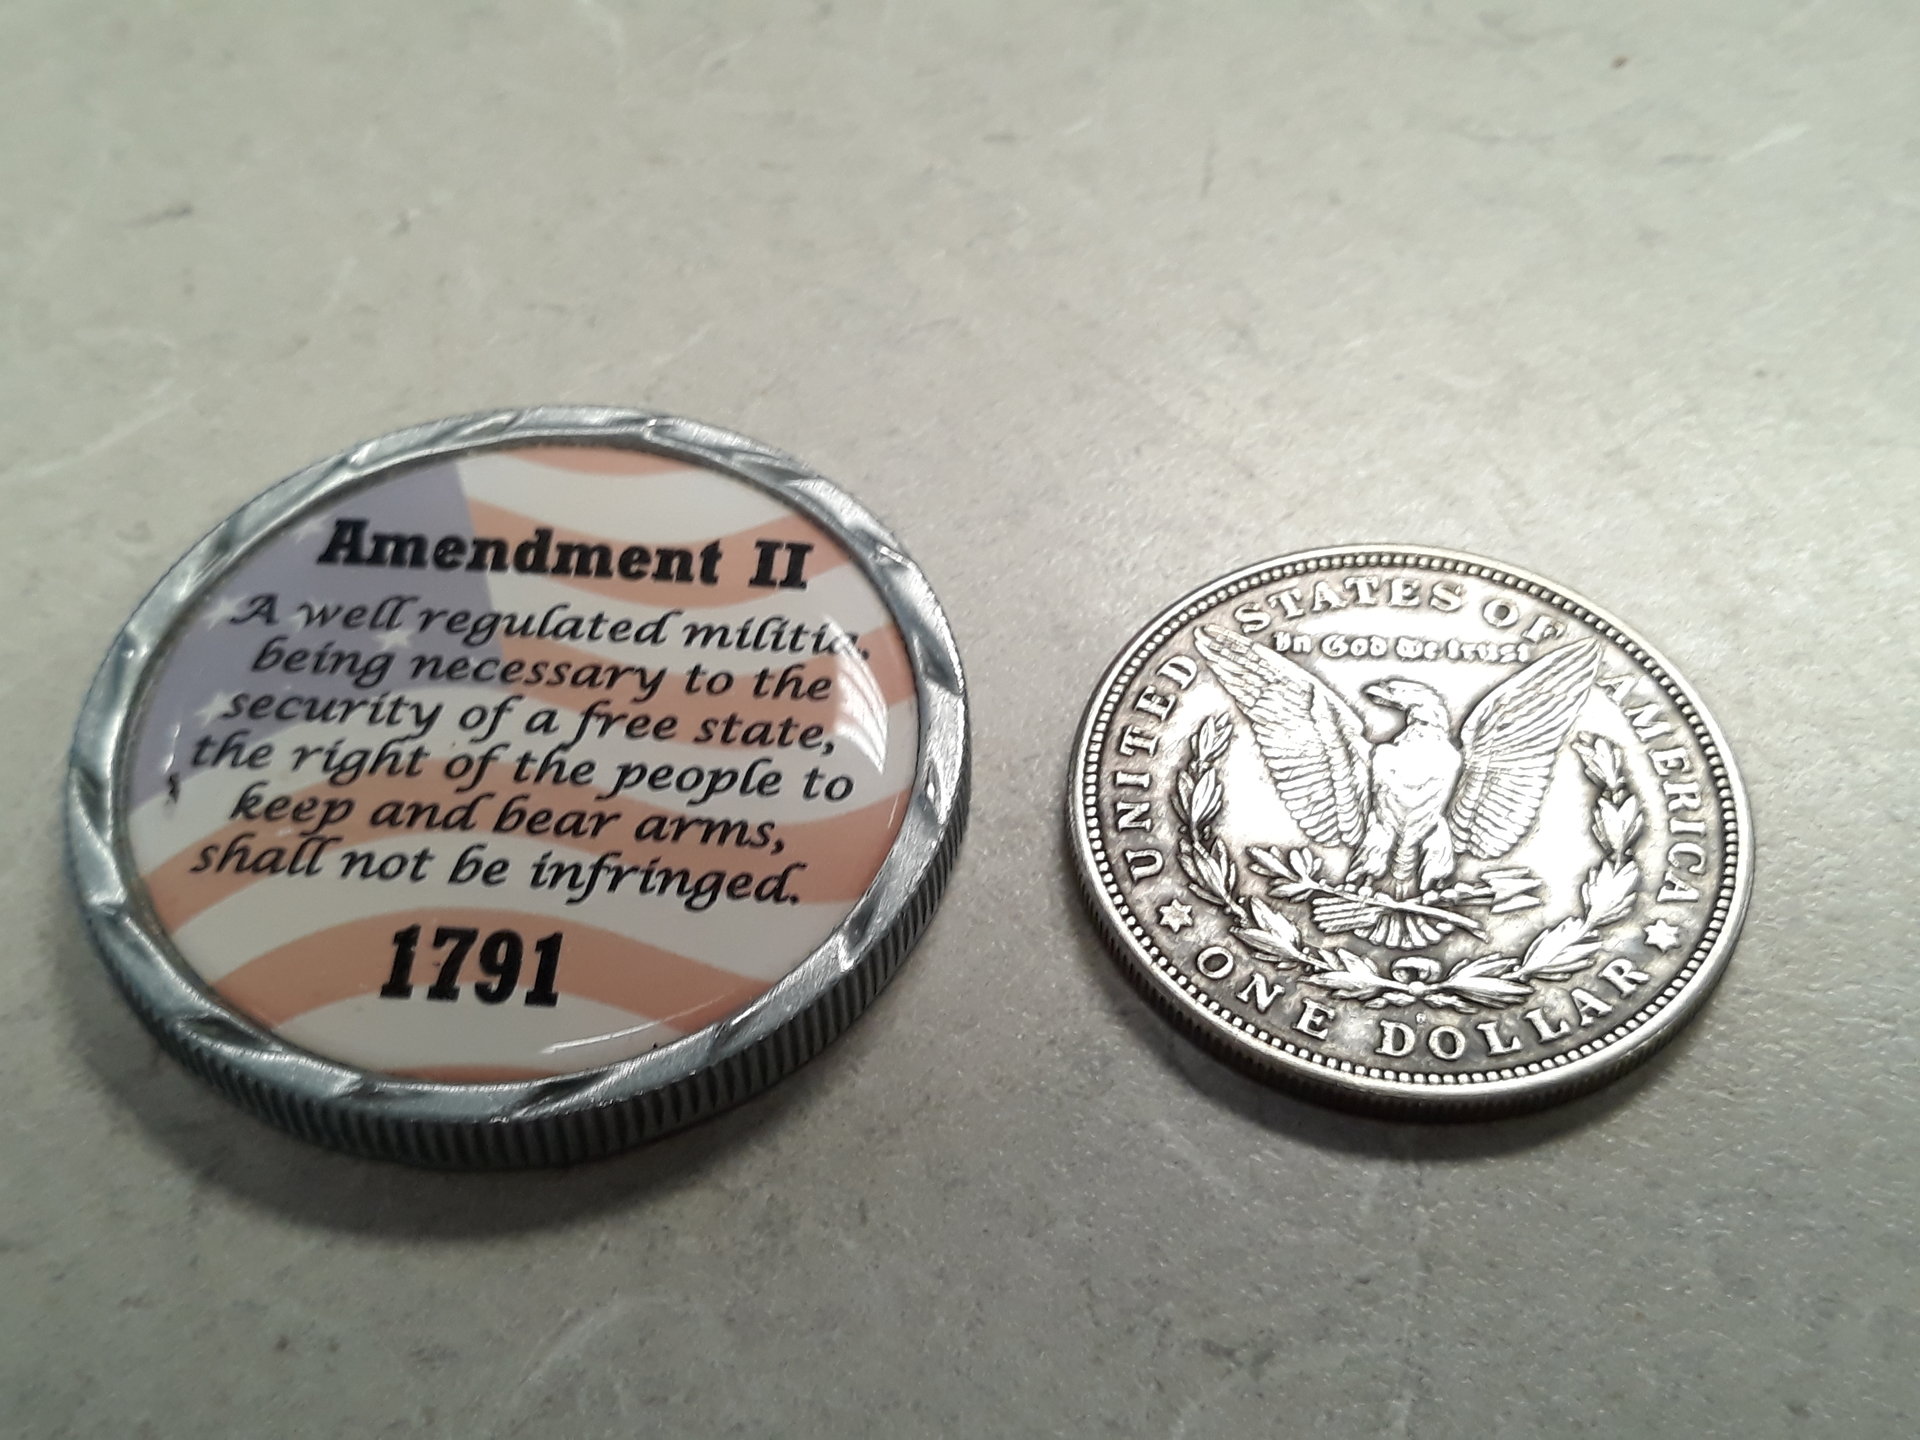 Amendment II
A well regulated militia,
being necessary to the
security of a free state,
the right of the people to
keep and bear arms,
shall not be infringed.
1791
UNITED STATES OF AMERICA
In God We trust
ONE DOLLAR